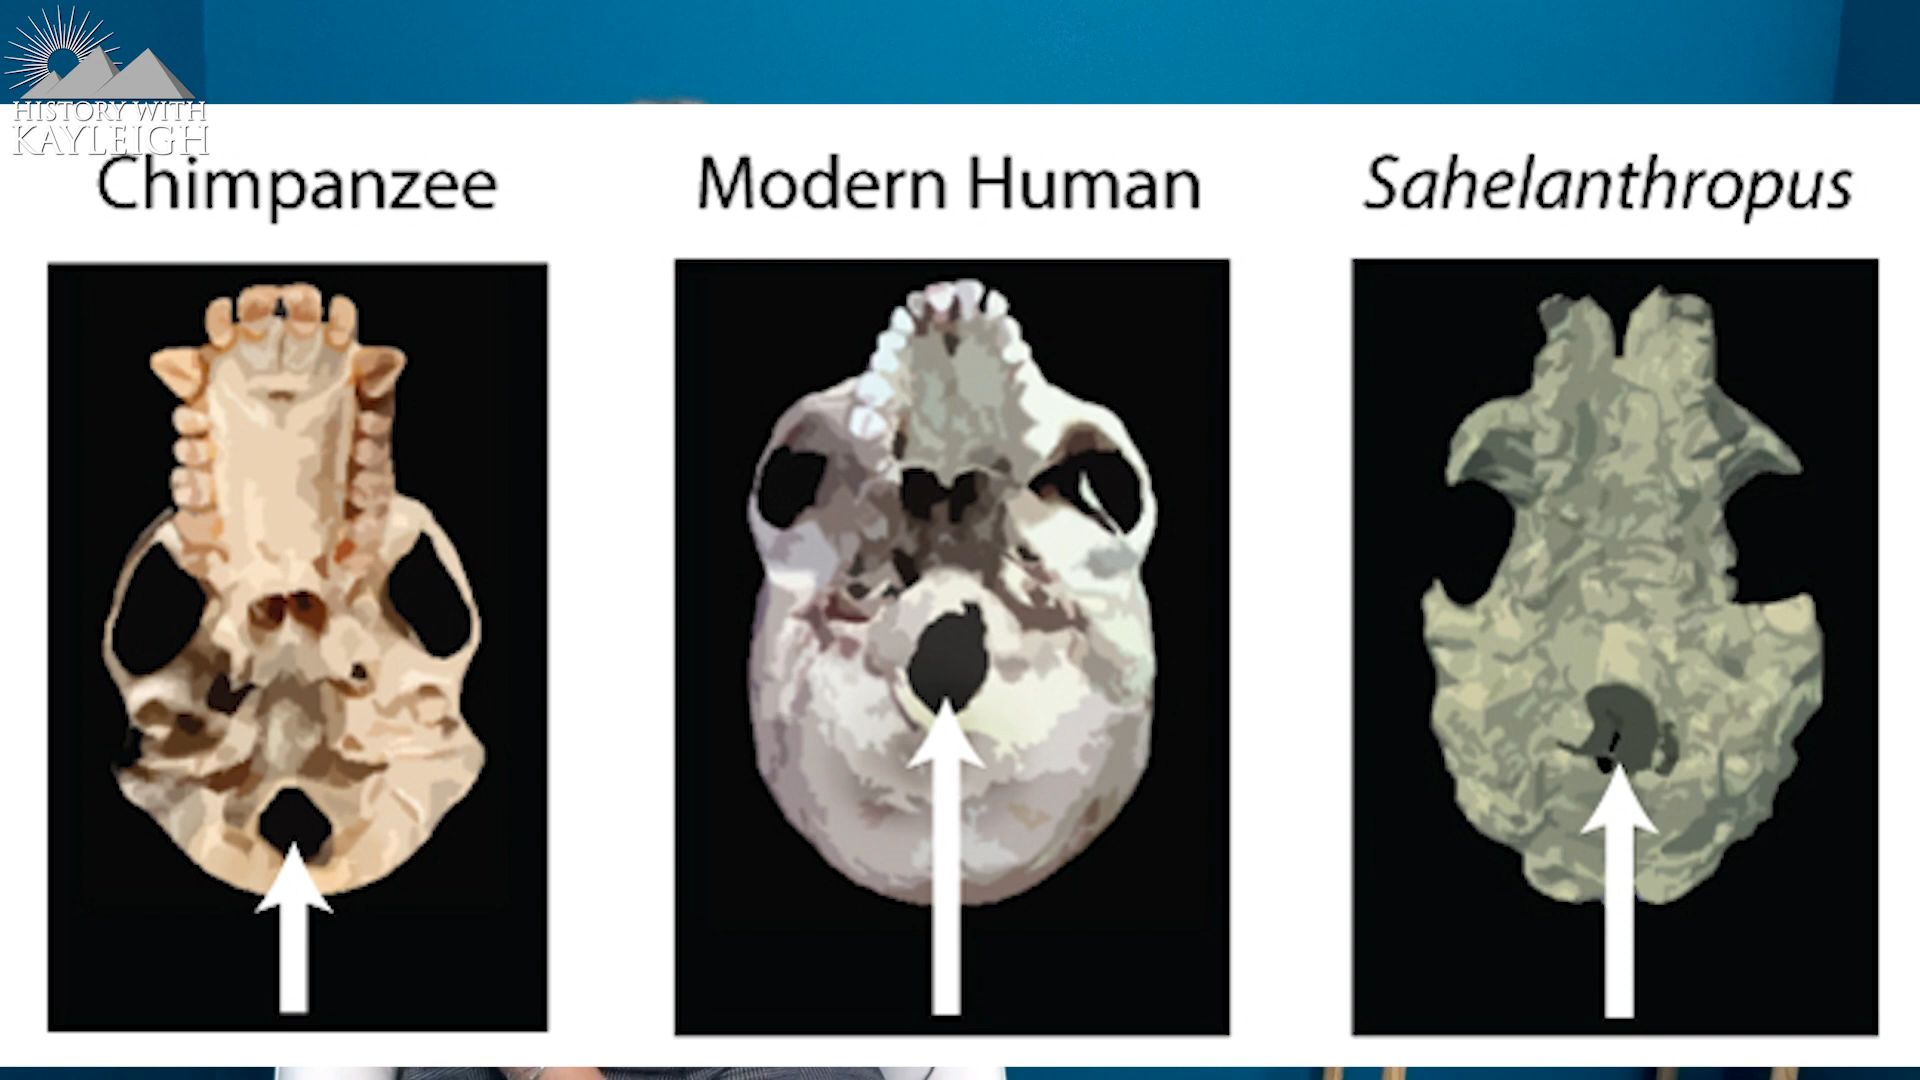 HISTORY WITH
KAYLEIGH
Chimpanzee
Modern Human
Sahelanthropus